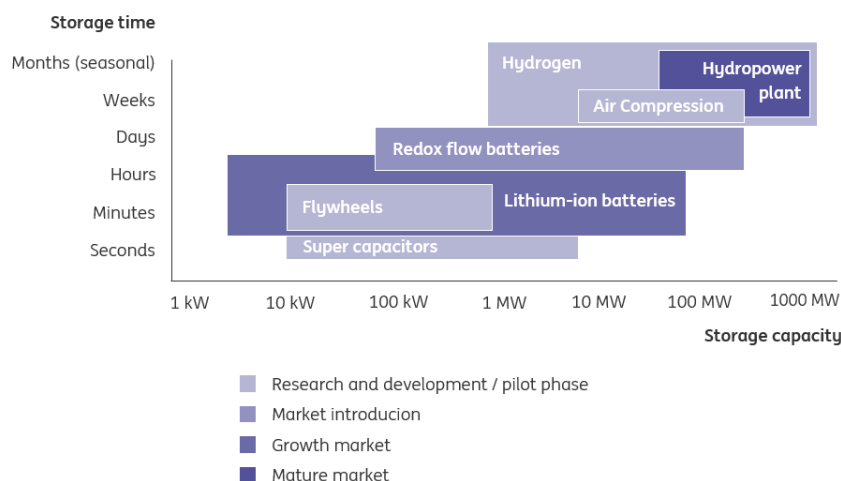 Storage time
Months (seasonal)
Weeks
Days
Hours
Minutes
Seconds
Hydrogen
Hydropower
plant
Air Compression
Redox flow batteries
Lithium-ion batteries
Flywheels
Super capacitors
1 kW
10 kW
100 kW
1 MW
10 MW
100 MW
1000 MW
Storage capacity
Research and development / pilot phase
Market introducion
Growth market
Mature market